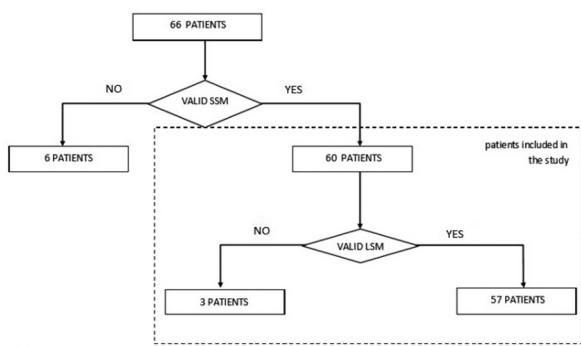 66 PATIENTS
NO
VALID SSM
YES
6 PATIENTS
60 PATIENTS
patients included in
the study
NO
VALID LSM
YES
3 PATIENTS
57 PATIENTS